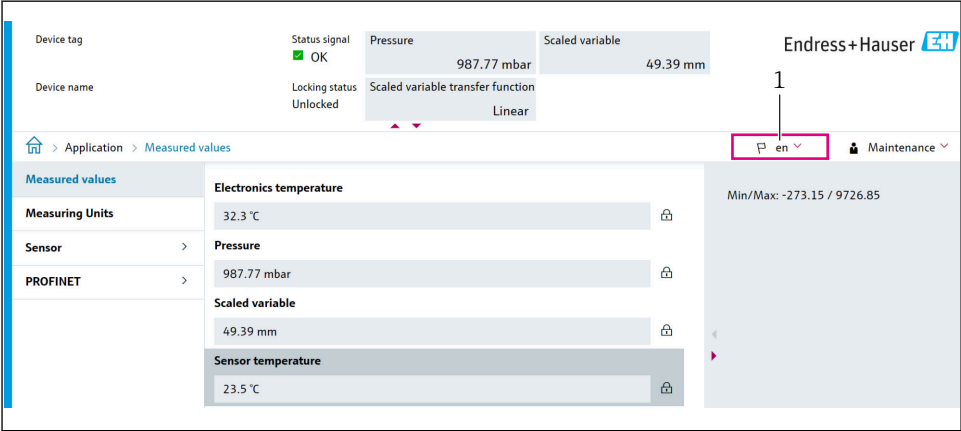 Device tag
Status signal
OK
Pressure
987.77 mbar
Scaled variable
49.39 mm
Endress+Hauser EH
Device name
Locking status
Unlocked
Scaled variable transfer function
Linear
1
> Application > Measured values
en
Maintenance
Measured values
Measuring Units
Sensor >
PROFINET >
Electronics temperature
32.3 °C
Pressure
987.77 mbar
Scaled variable
49.39 mm
Sensor temperature
23.5 °C
Min/Max: -273.15 / 9726.85